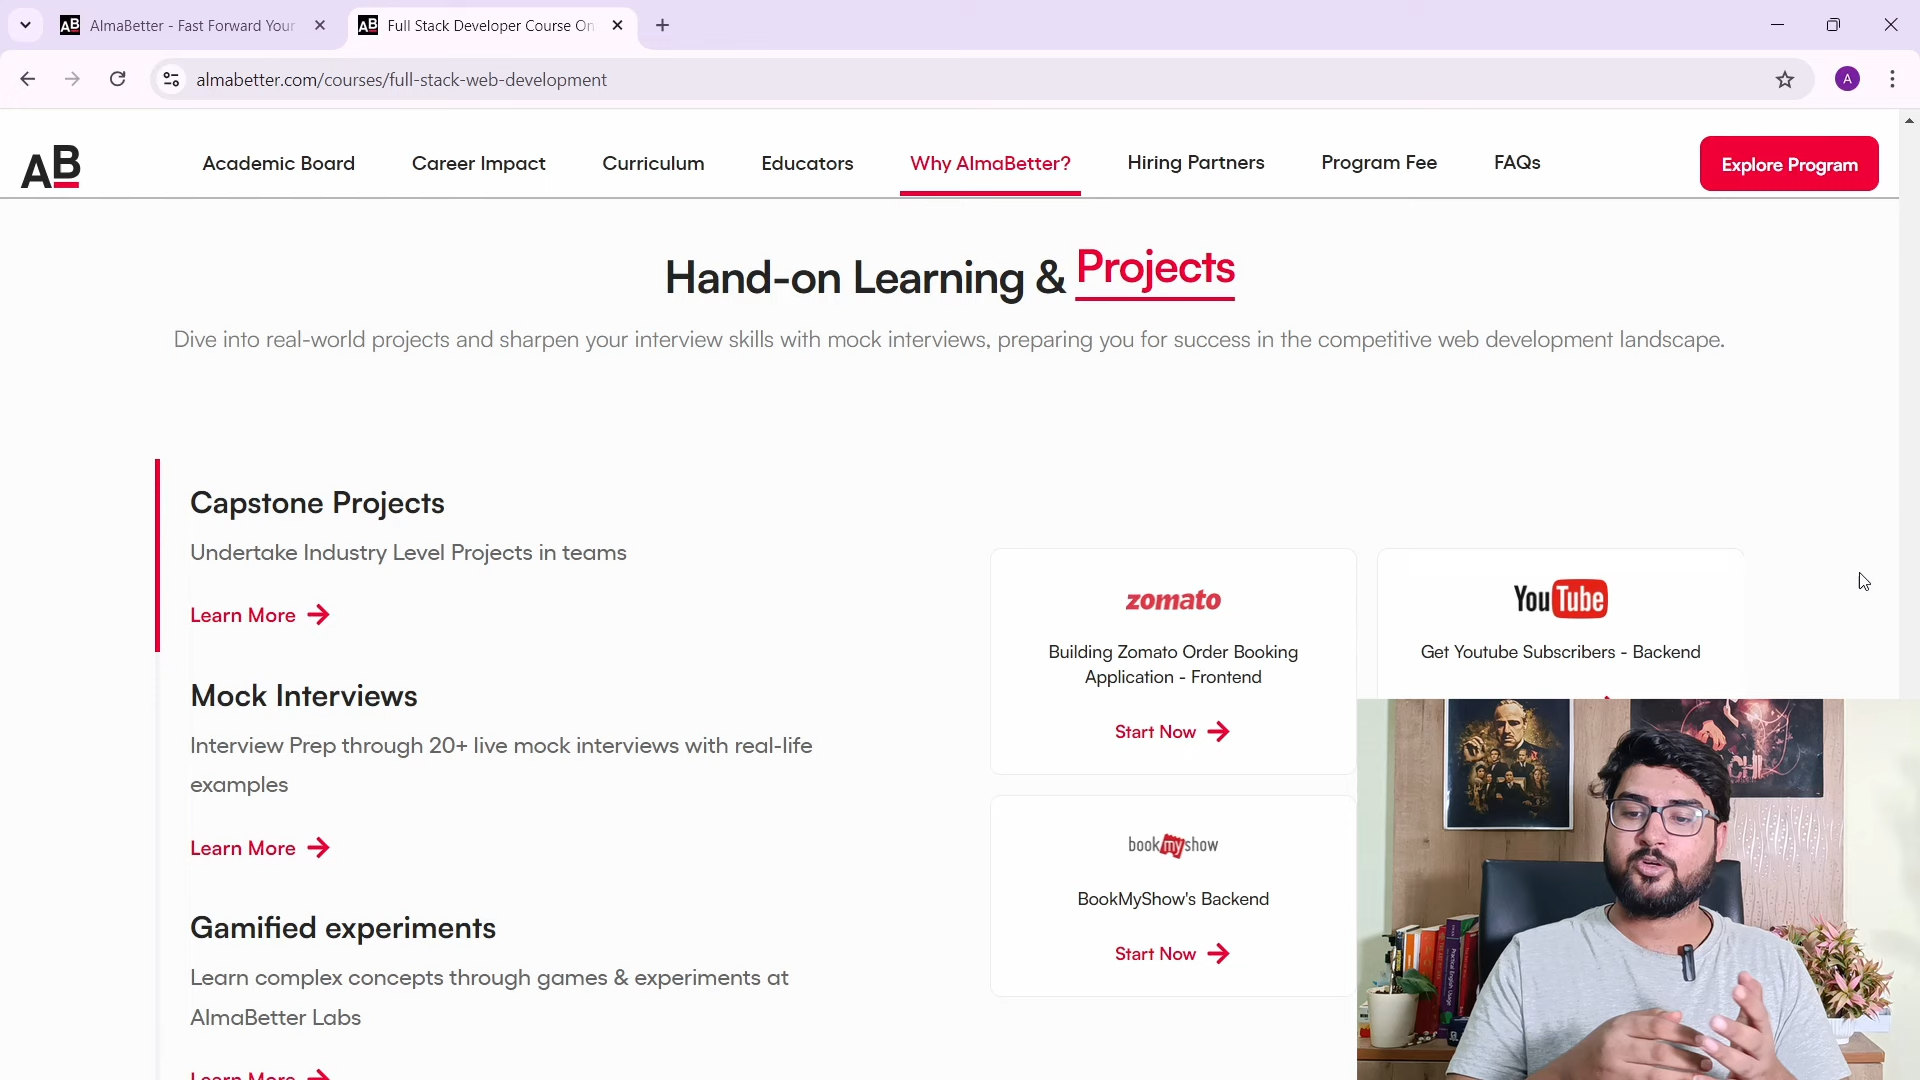 AB AlmaBetter - Fast Forward Your
AB Full Stack Developer Course On
almabetter.com/courses/full-stack-web-development
A
AB
Academic Board
Career Impact
Curriculum
Educators
Why AlmaBetter?
Hiring Partners
Program Fee
FAQs
Explore Program
Hand-on Learning & Projects
Dive into real-world projects and sharpen your interview skills with mock interviews, preparing you for success in the competitive web development landscape.
Capstone Projects
Undertake Industry Level Projects in teams
Learn More
Mock Interviews
Interview Prep through 20+ live mock interviews with real-life
examples
Learn More
Gamified experiments
Learn complex concepts through games & experiments at
AlmaBetter Labs
Learn More
zomato
Building Zomato Order Booking
Application - Frontend
Start Now
YouTube
Get Youtube Subscribers - Backend
bookmyshow
BookMyShow's Backend
Start Now